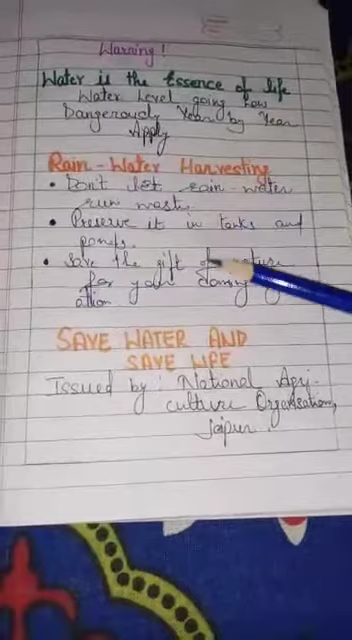 Warning!
Water is the Essence of life
Water Level going low
Dangerously Year by Year
Apply
Rain-Water Harvesting
• Don't let rain-water
run waste.
• Preserve it in tanks and
ponds.
• Save the gift of nature
for your coming
ation
SAVE WATER AND
SAVE LIFE
Issued by: National Agri-
culture Organisation,
Jaipur.